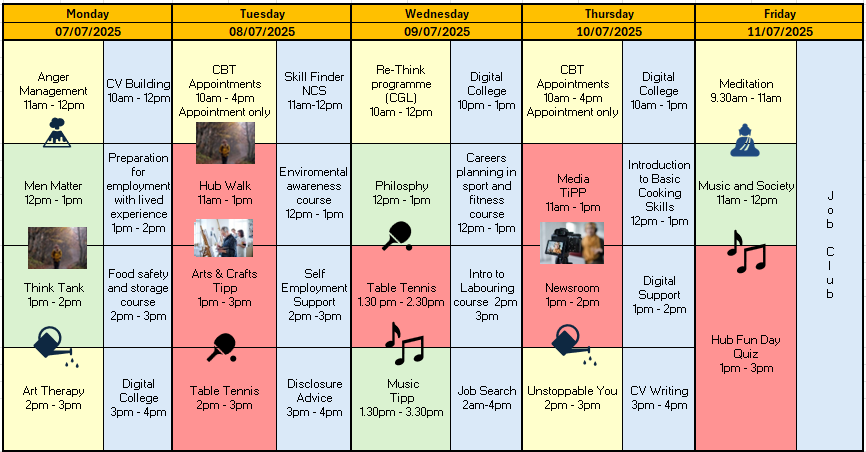 Monday
Tuesday
Wednesday
Thursday
Friday
07/07/2025
08/07/2025
09/07/2025
10/07/2025
11/07/2025
Anger
Management
11am - 12pm
CV Building
10am - 12pm
CBT
Appointments
10am - 4pm
Appointment only
Skill Finder
NCS
11am-12pm
Re-Think
programme
(CGL)
10am - 12pm
Digital
College
10pm - 1pm
CBT
Appointments
10am - 4pm
Appointment only
Digital
College
10am - 1pm
Meditation
9.30am - 11am
Job Club
Men Matter
12pm - 1pm
Preparation
for
employment
with lived
experience
1pm - 2pm
Hub Walk
11am - 1pm
Enviromental
awareness
course
12pm - 1pm
Philosphy
12pm - 1pm
Careers
planning in
sport and
fitness
course
12pm - 1pm
Media
TiPP
11am - 1pm
Introduction
to Basic
Cooking
Skills
12pm - 1pm
Music and Society
11am - 12pm
Think Tank
1pm - 2pm
Food safety
and storage
course
2pm - 3pm
Arts & Crafts
Tipp
1pm - 3pm
Self
Employment
Support
2pm -3pm
Table Tennis
1.30 pm - 2.30pm
Intro to
Labouring
course 2pm
3pm
Newsroom
1pm - 2pm
Digital
Support
1pm - 2pm
Hub Fun Day
Quiz
1pm - 3pm
Art Therapy
2pm - 3pm
Digital
College
3pm - 4pm
Table Tennis
2pm - 3pm
Disclosure
Advice
3pm - 4pm
Music
Tipp
1.30pm - 3.30pm
Job Search
2am-4pm
Unstoppable You
2pm - 3pm
CV Writing
3pm - 4pm